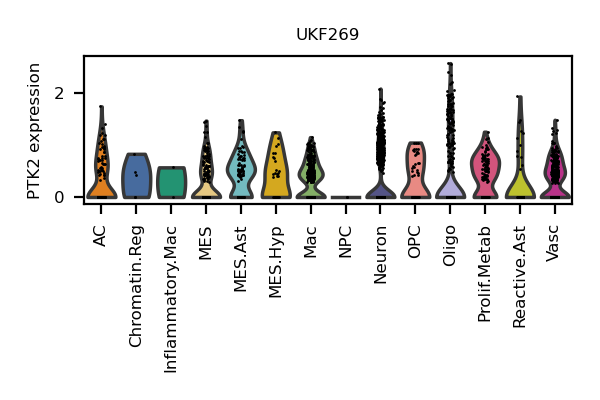 UKF269
PTK2 expression
2
0
AC
Chromatin.Reg
Inflammatory.Mac
MES
MES.Ast
MES.Hyp
Mac
NPC
Neuron
OPC
Oligo
Prolif.Metab
Reactive.Ast
Vasc